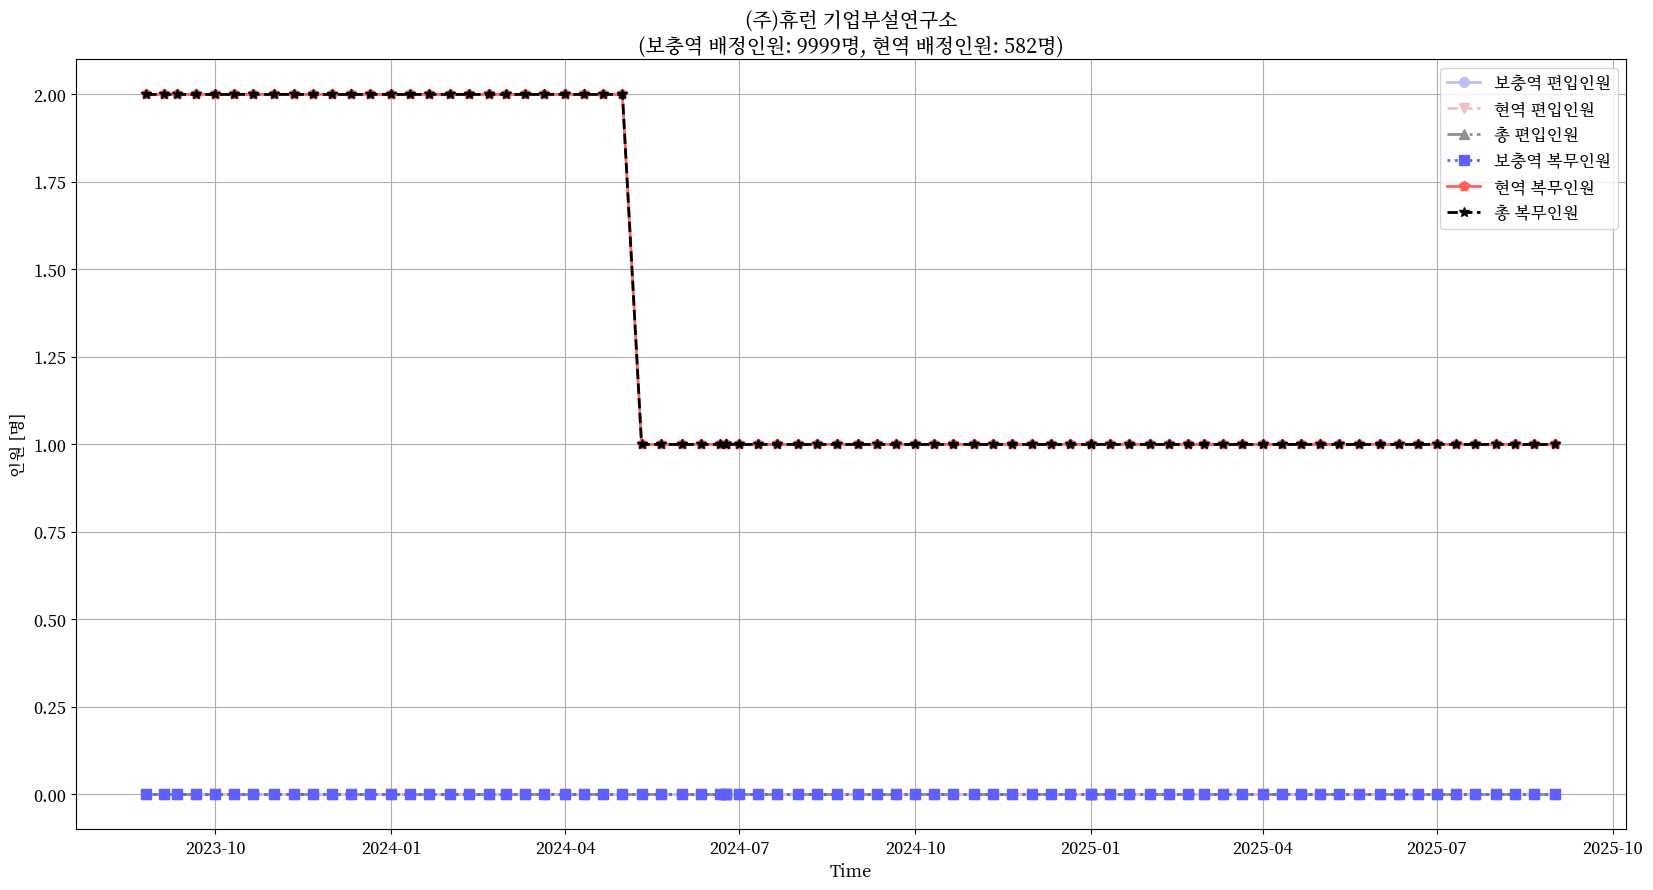 (주)휴런 기업부설연구소
(보충역 배정인원: 9999명, 현역 배정인원: 582명)
보충역 편입인원
현역 편입인원
총 편입인원
보충역 복무인원
현역 복무인원
총 복무인원
인원 [명]
2.00
1.75
1.50
1.25
1.00
0.75
0.50
0.25
0.00
2023-10 2024-01 2024-04 2024-07 2024-10 2025-01 2025-04 2025-07 2025-10
Time